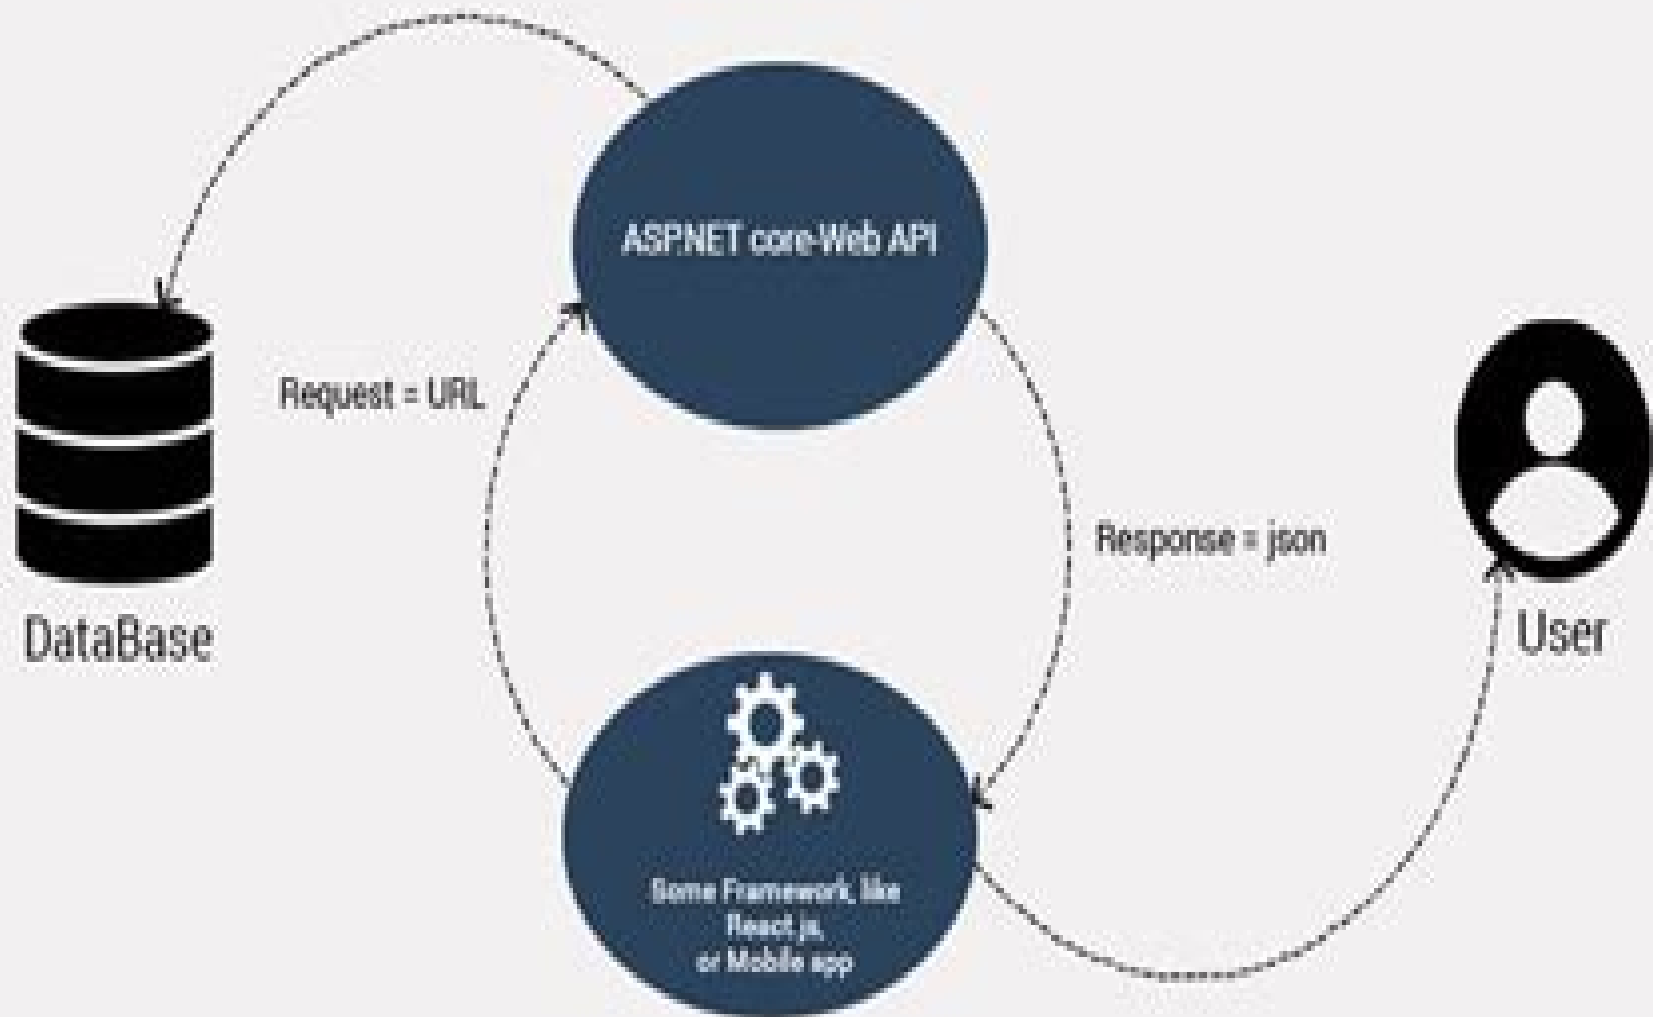 ASP.NET core-Web API
Request = URL
Response = json
DataBase
User
Some Framework, like
React.js,
or Mobile app